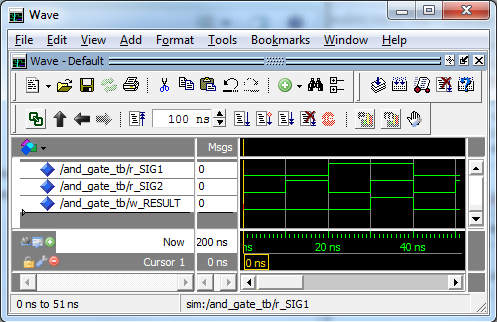 Wave
File Edit View Add Format Tools Bookmarks Window Help
Wave - Default
100 ns
Msgs
/and_gate_tb/r_SIG1 0
/and_gate_tb/r_SIG2 0
/and_gate_tb/w_RESULT 0
Now 200 ns ns 20 ns 40 ns
Cursor 1 0 ns 0 ns
0 ns to 51 ns sim:/and_gate_tb/r_SIG1